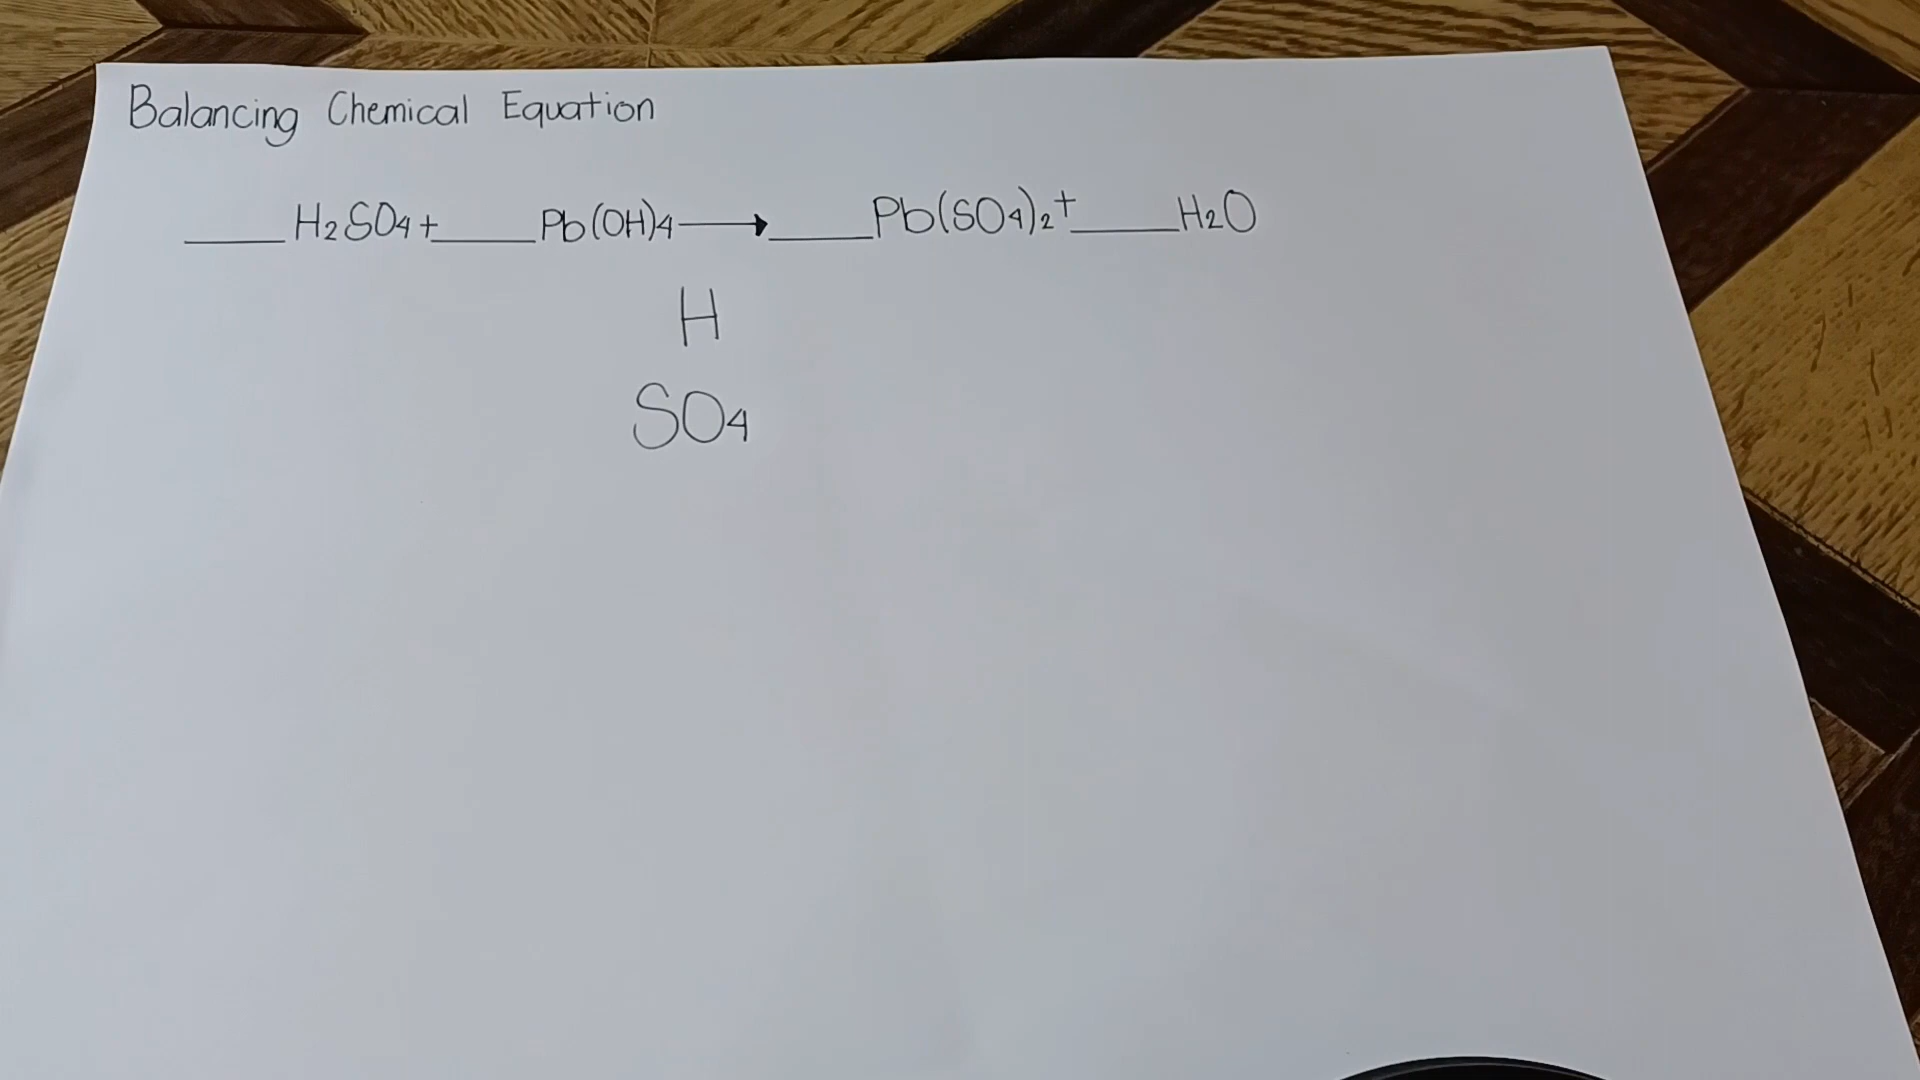 Balancing Chemical Equation
____H₂SO₄+____Pb(OH)₄⟶____Pb(SO₄)₂+____H₂O
H
SO₄